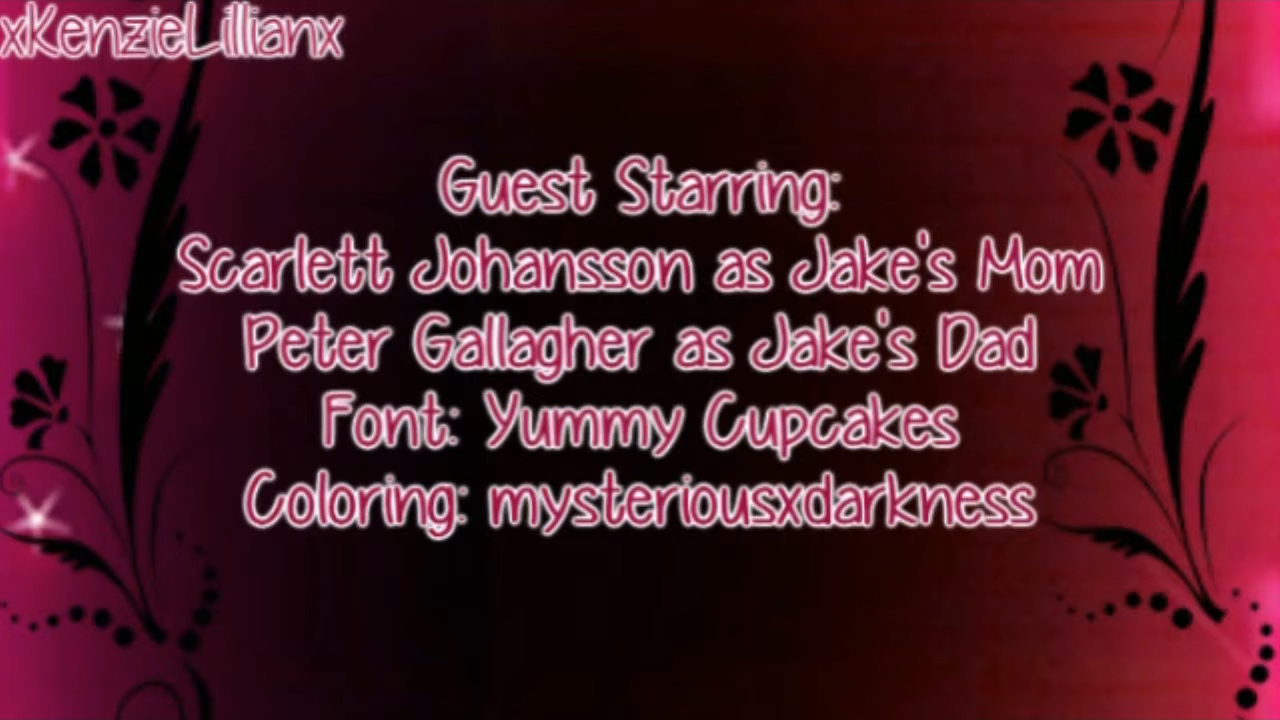 xKenzieLillianx
Guest Starring:
Scarlett Johansson as Jake's Mom
Peter Gallagher as Jake's Dad
Font: Yummy Cupcakes
Coloring: mysteriousxdarkness